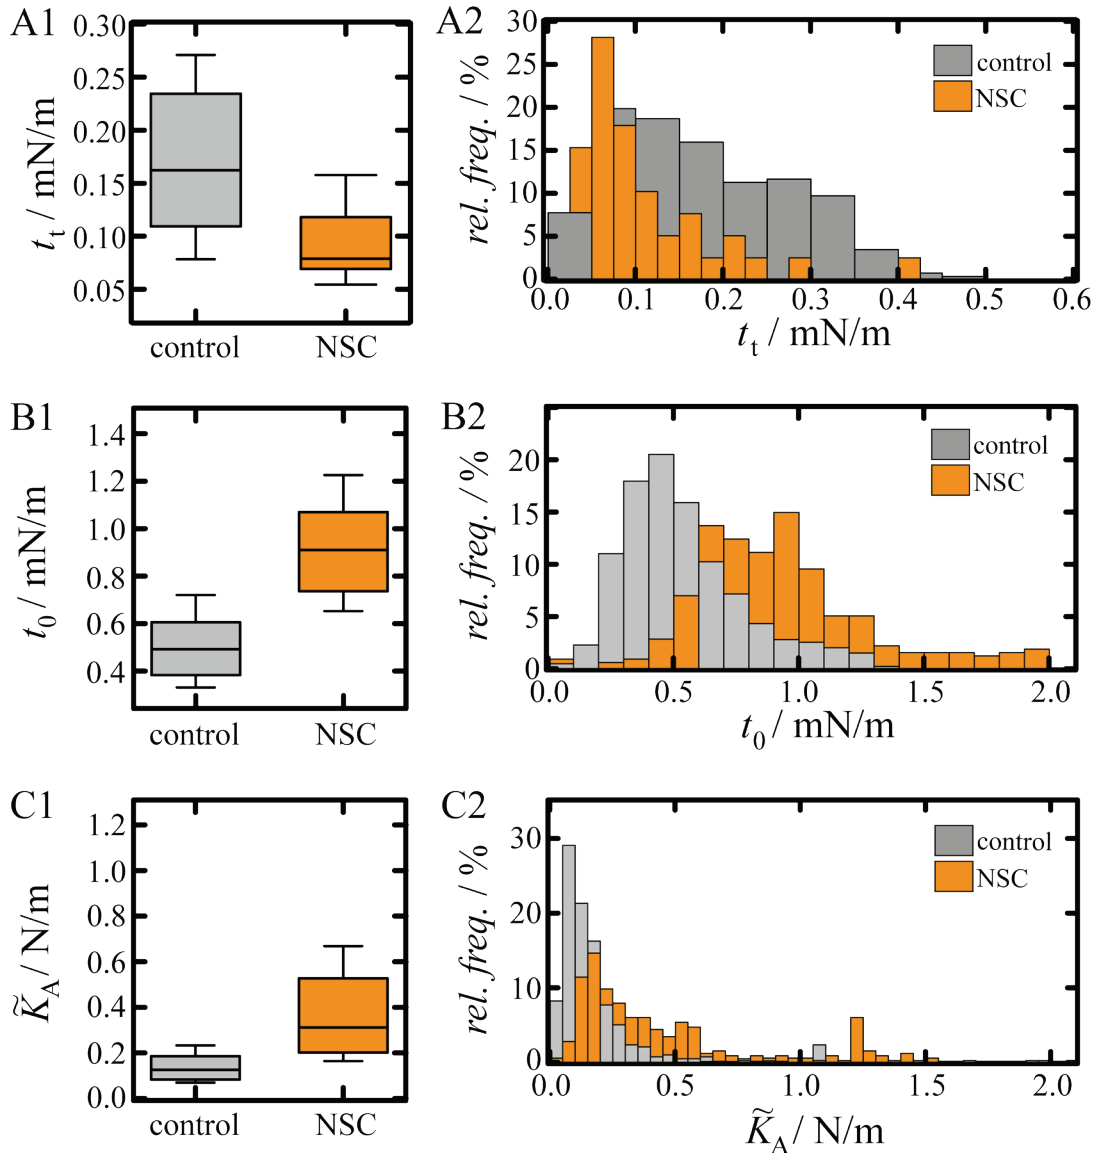 A1
0.30
0.25
0.20
0.15
0.10
0.05
tt / mN/m
control NSC
A2
30
25
20
15
10
5
0
rel. freq. / %
control
NSC
0.0 0.1 0.2 0.3 0.4 0.5 0.6
tt / mN/m
B1
1.4
1.2
1.0
0.8
0.6
0.4
t0 / mN/m
control NSC
B2
20
15
10
5
0
rel. freq. / %
control
NSC
0.0 0.5 1.0 1.5 2.0
t0 / mN/m
C1
1.2
1.0
0.8
0.6
0.4
0.2
0.0
K̃A / N/m
control NSC
C2
30
20
10
0
rel. freq. / %
control
NSC
0.0 0.5 1.0 1.5 2.0
K̃A / N/m